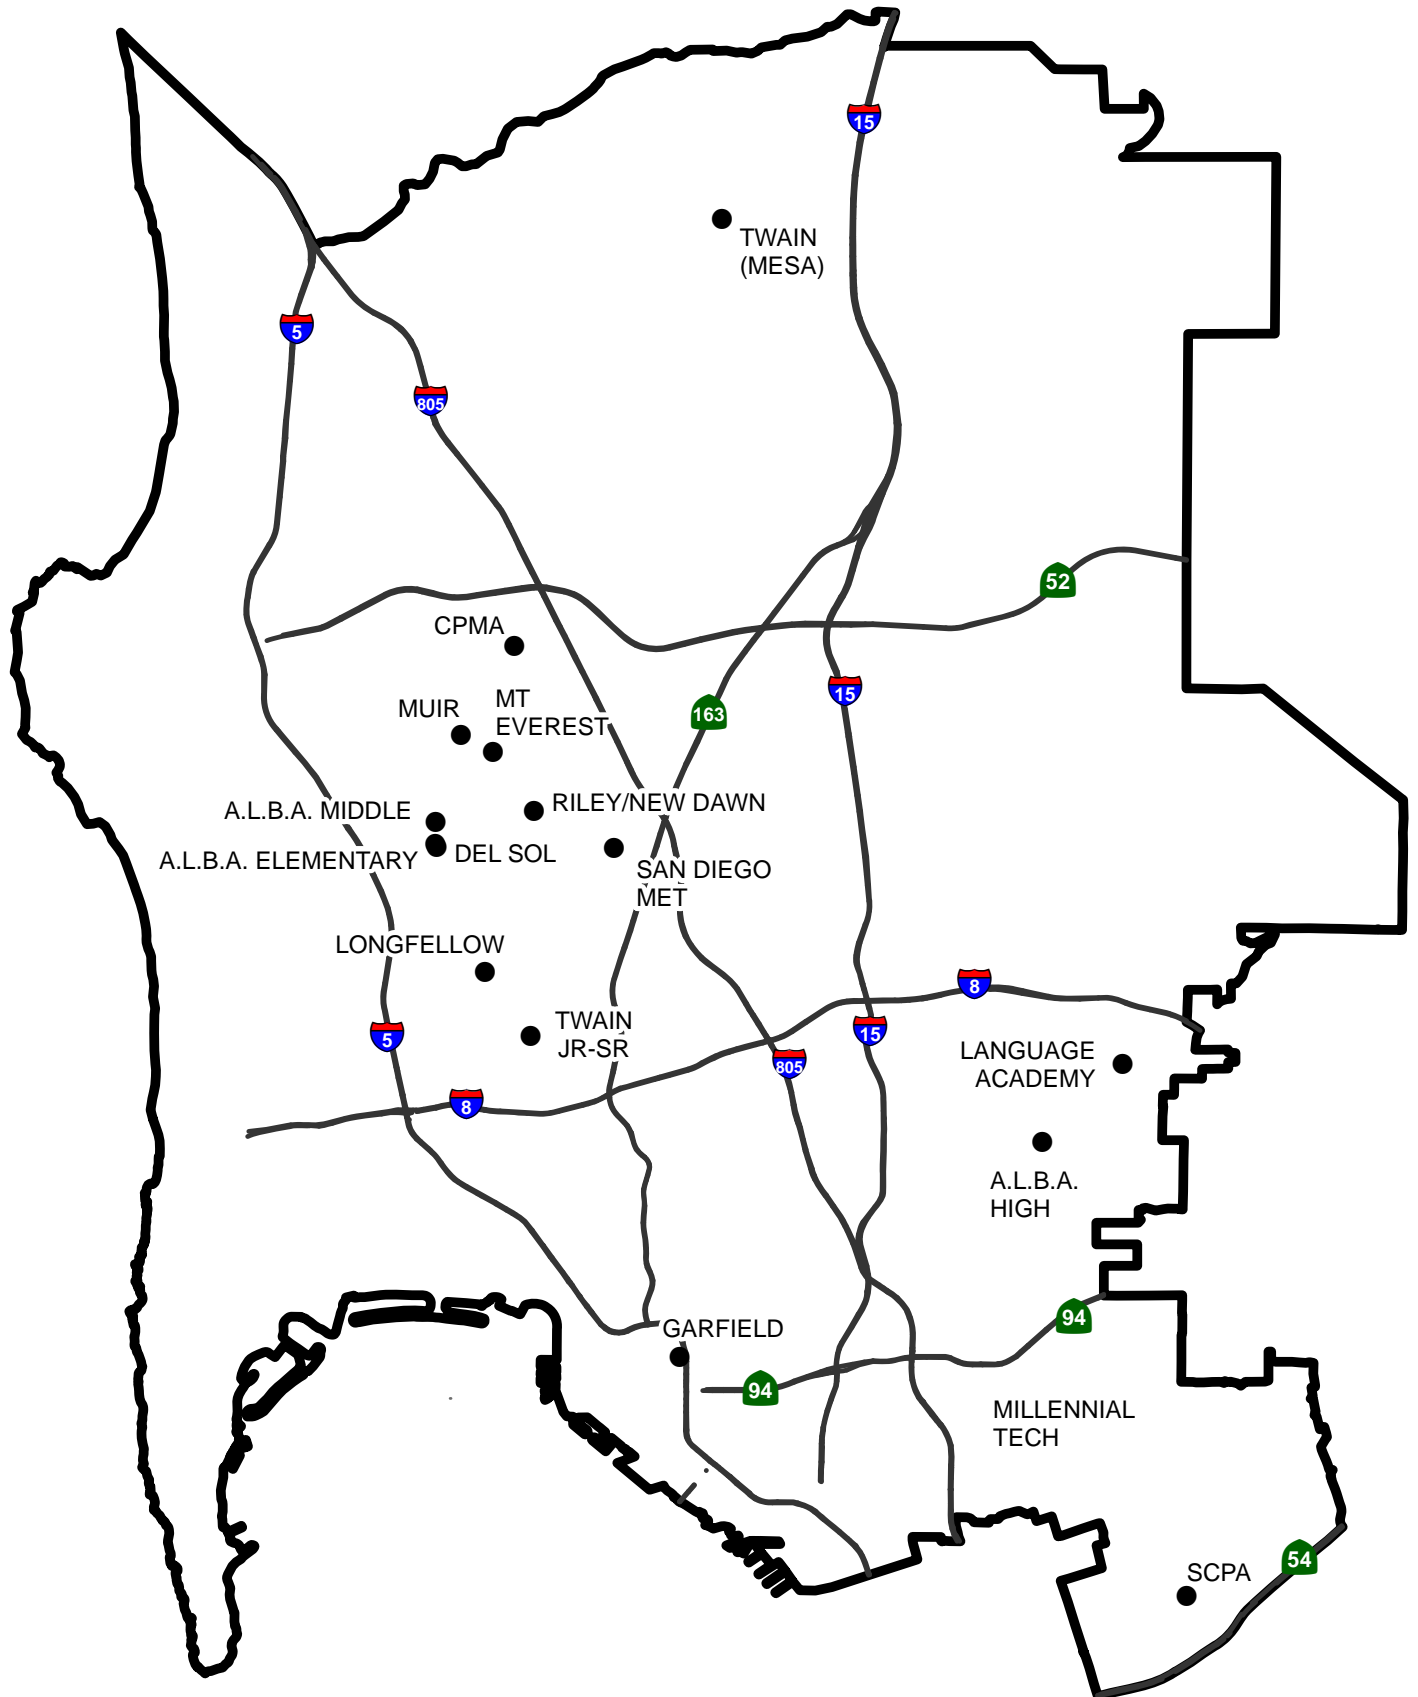 15
TWAIN
(MESA)
5
805
52
CPMA
15
MT
EVEREST
MUIR
163
RILEY/NEW DAWN
A.L.B.A. MIDDLE
DEL SOL
A.L.B.A. ELEMENTARY
SAN DIEGO
MET
LONGFELLOW
8
TWAIN
JR-SR
15
5
LANGUAGE
ACADEMY
805
8
A.L.B.A.
HIGH
94
GARFIELD
94
MILLENNIAL
TECH
54
SCPA